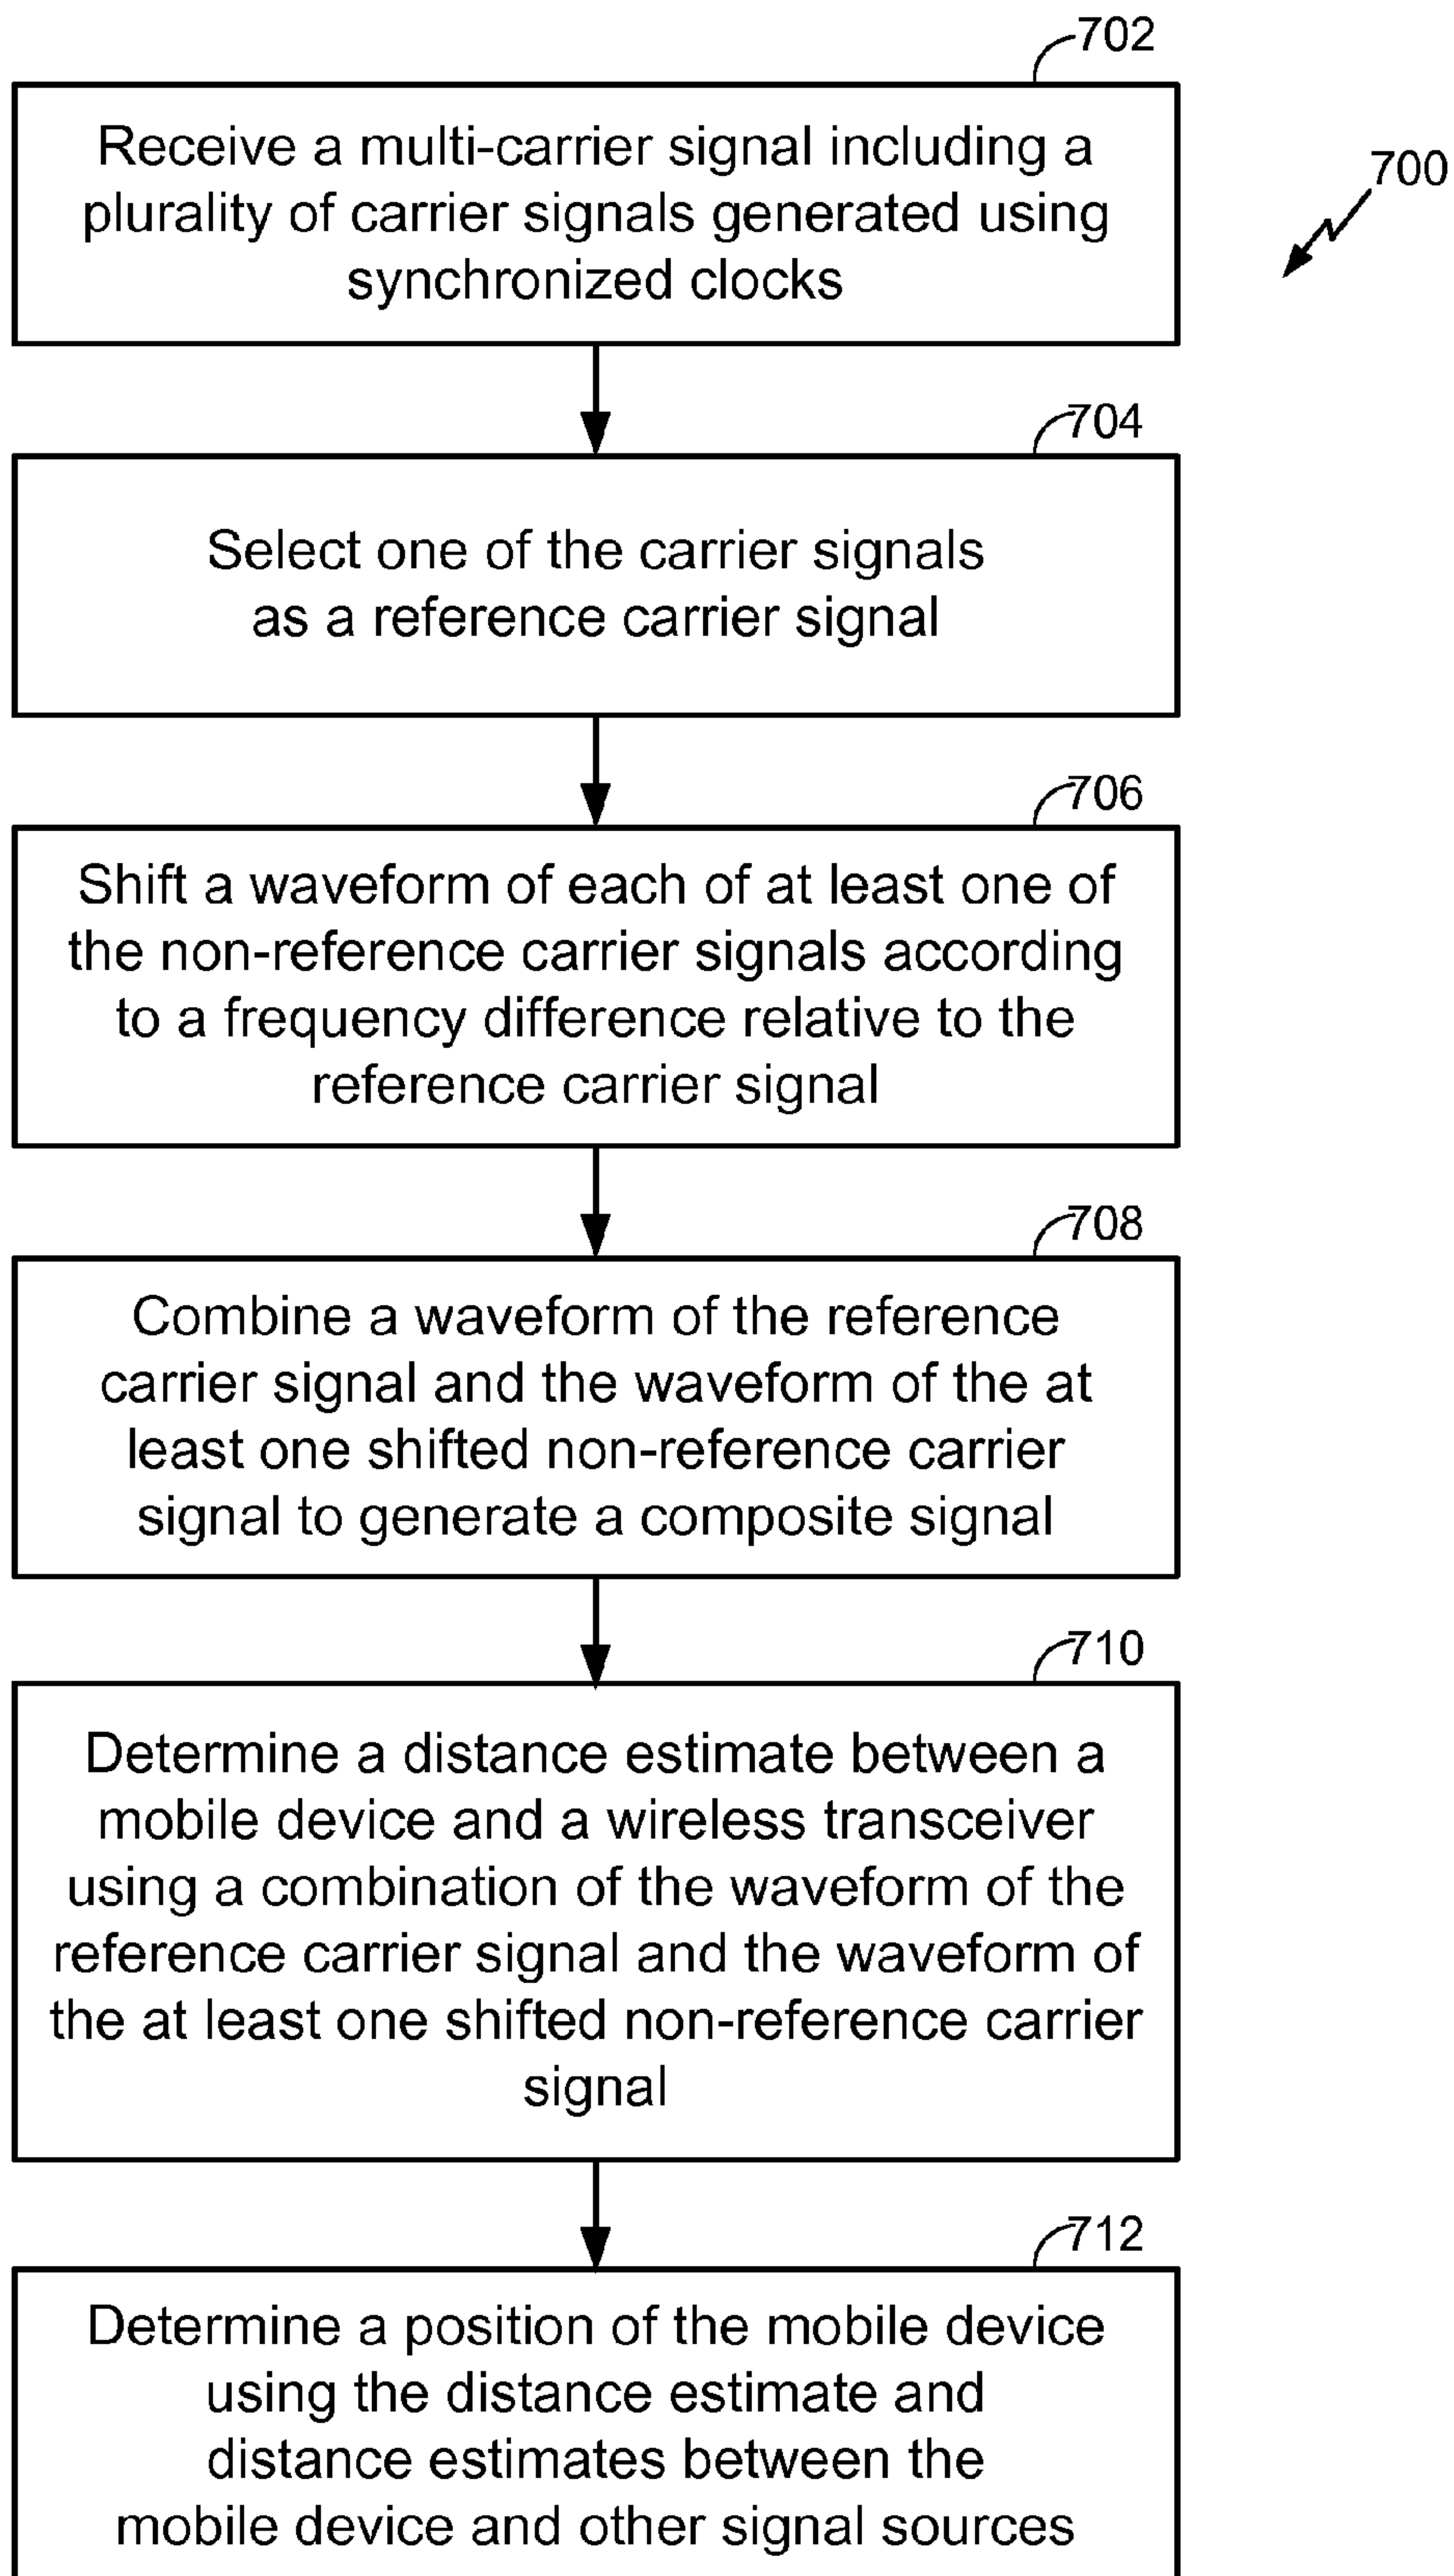 702
700
Receive a multi-carrier signal including a
plurality of carrier signals generated using
synchronized clocks
704
Select one of the carrier signals
as a reference carrier signal
706
Shift a waveform of each of at least one of
the non-reference carrier signals according
to a frequency difference relative to the
reference carrier signal
708
Combine a waveform of the reference
carrier signal and the waveform of the at
least one shifted non-reference carrier
signal to generate a composite signal
710
Determine a distance estimate between a
mobile device and a wireless transceiver
using a combination of the waveform of the
reference carrier signal and the waveform of
the at least one shifted non-reference carrier
signal
712
Determine a position of the mobile device
using the distance estimate and
distance estimates between the
mobile device and other signal sources